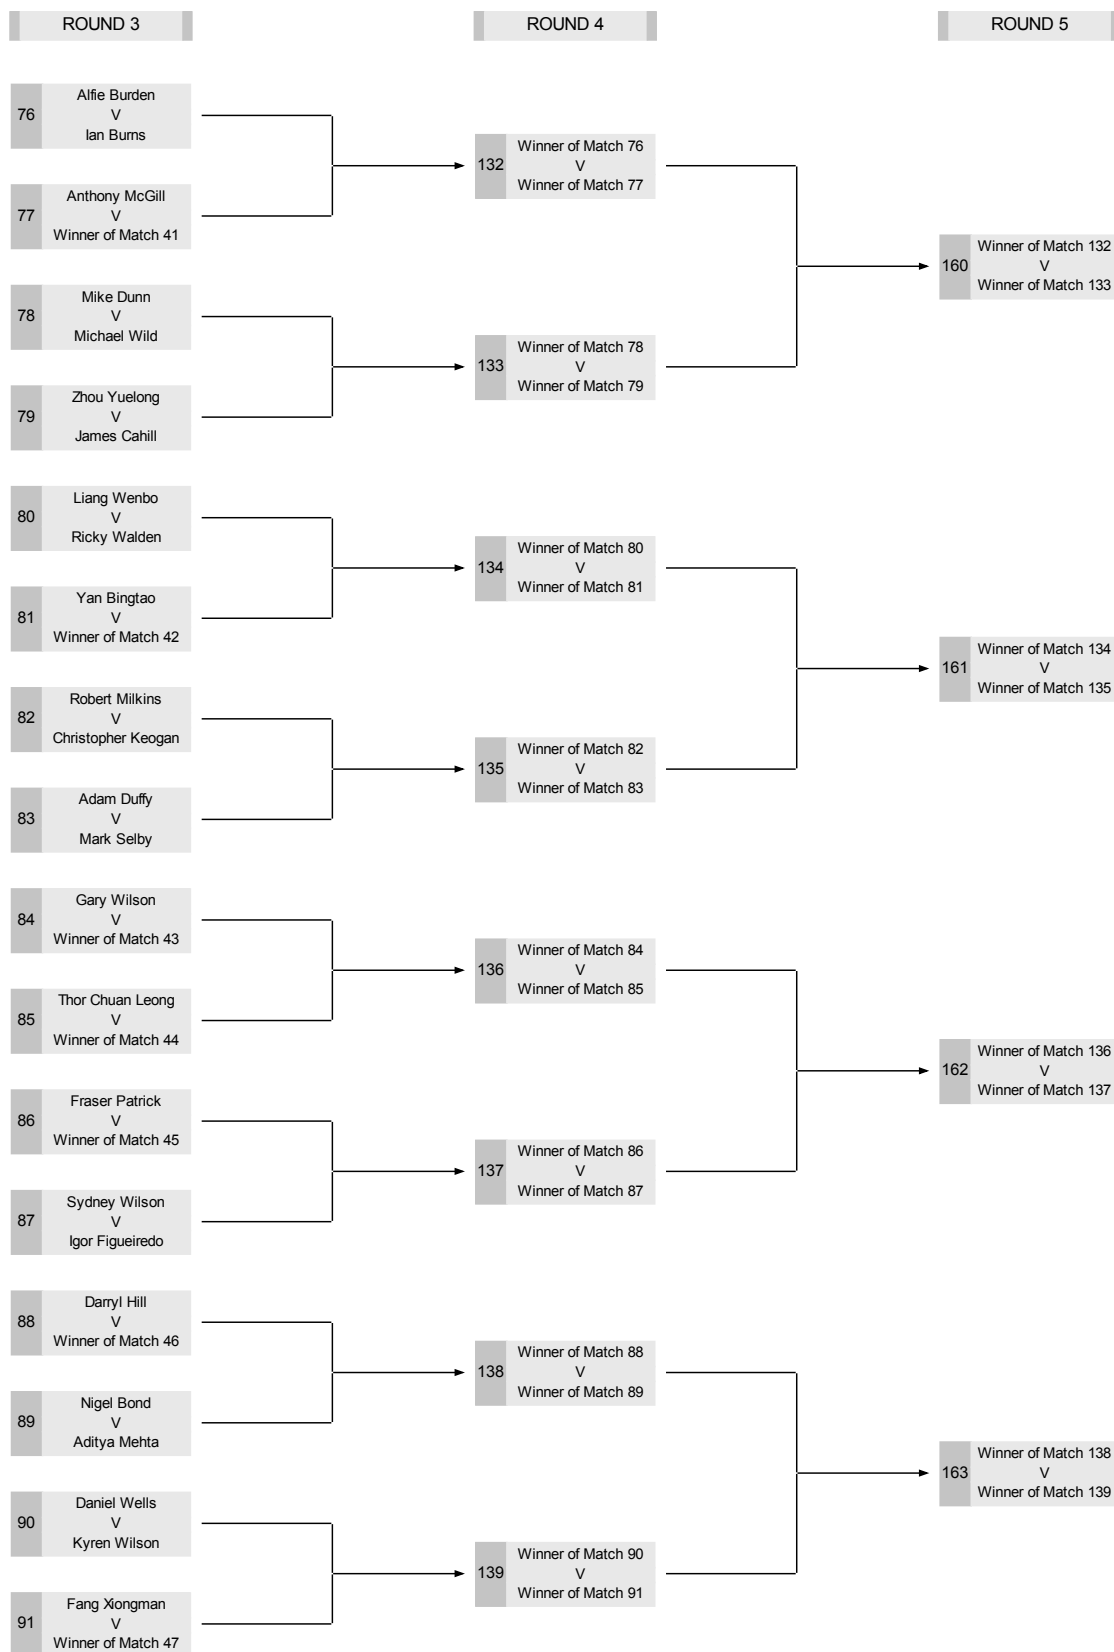 ROUND 3
ROUND 4
ROUND 5
76
Alfie Burden
V
Ian Burns
77
Anthony McGill
V
Winner of Match 41
78
Mike Dunn
V
Michael Wild
79
Zhou Yuelong
V
James Cahill
80
Liang Wenbo
V
Ricky Walden
81
Yan Bingtao
V
Winner of Match 42
82
Robert Milkins
V
Christopher Keogan
83
Adam Duffy
V
Mark Selby
84
Gary Wilson
V
Winner of Match 43
85
Thor Chuan Leong
V
Winner of Match 44
86
Fraser Patrick
V
Winner of Match 45
87
Sydney Wilson
V
Igor Figueiredo
88
Darryl Hill
V
Winner of Match 46
89
Nigel Bond
V
Aditya Mehta
90
Daniel Wells
V
Kyren Wilson
91
Fang Xiongman
V
Winner of Match 47
132
Winner of Match 76
V
Winner of Match 77
133
Winner of Match 78
V
Winner of Match 79
134
Winner of Match 80
V
Winner of Match 81
135
Winner of Match 82
V
Winner of Match 83
136
Winner of Match 84
V
Winner of Match 85
137
Winner of Match 86
V
Winner of Match 87
138
Winner of Match 88
V
Winner of Match 89
139
Winner of Match 90
V
Winner of Match 91
160
Winner of Match 132
V
Winner of Match 133
161
Winner of Match 134
V
Winner of Match 135
162
Winner of Match 136
V
Winner of Match 137
163
Winner of Match 138
V
Winner of Match 139